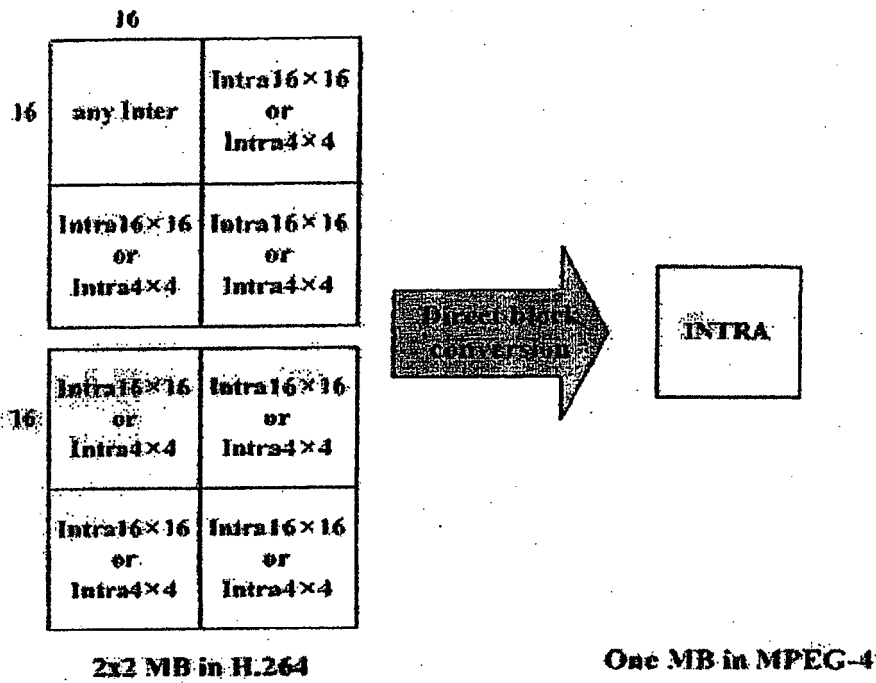 16
16
any Inter
Intra16×16
or
Intra4×4
Intra16×16
or
Intra4×4
Intra16×16
or
Intra4×4
16
Intra16×16
or
Intra4×4
Intra16×16
or
Intra4×4
Intra16×16
or
Intra4×4
Intra16×16
or
Intra4×4
2x2 MB in H.264
Direct block
conversion
INTRA
One MB in MPEG-4